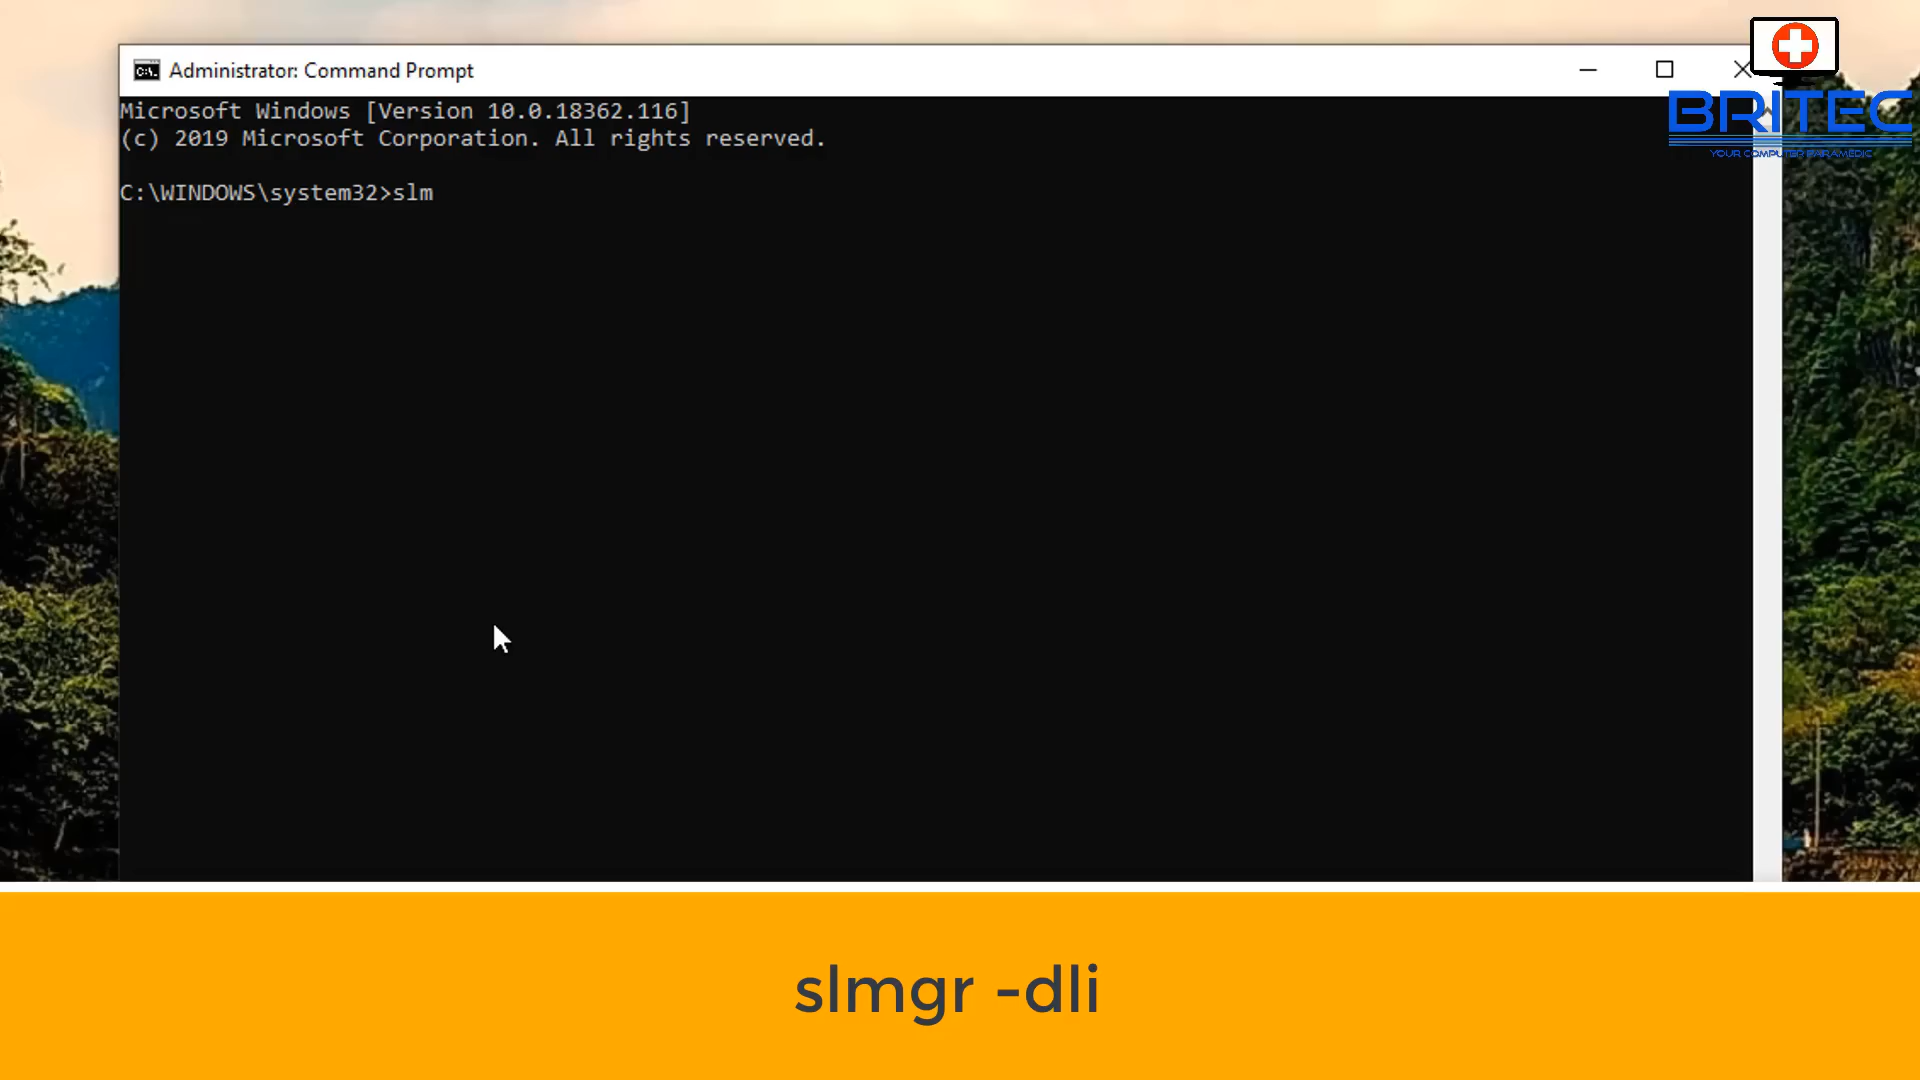 Administrator: Command Prompt
Microsoft Windows [Version 10.0.18362.116]
(c) 2019 Microsoft Corporation. All rights reserved.
C:\WINDOWS\system32>slm
BRITEC
YOUR COMPUTER PARAMEDIC
slmgr -dli